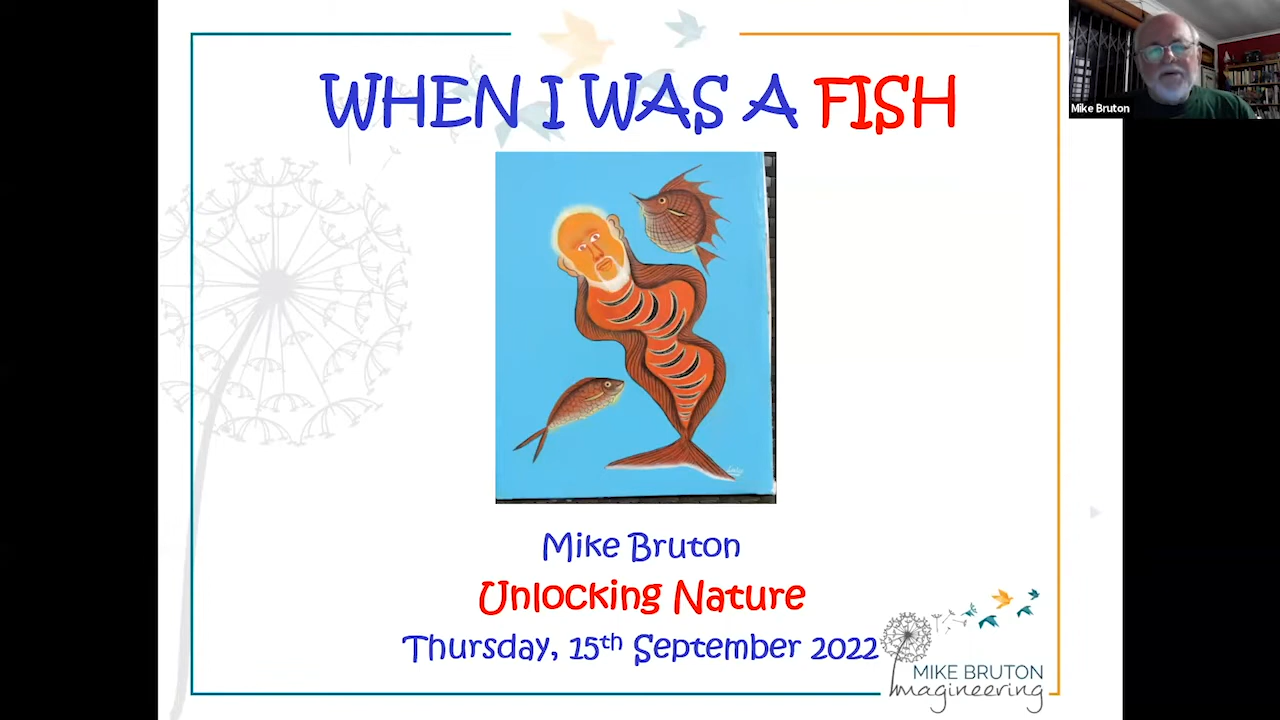 WHEN I WAS A FISH
Mike Bruton
Mike Bruton
Unlocking Nature
Thursday, 15th September 2022
MIKE BRUTON
Imagineering